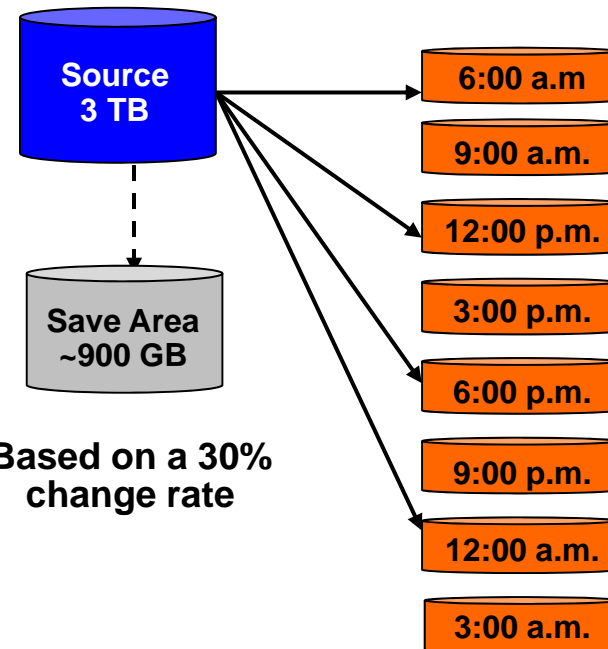 Source
3 TB
Save Area
~900 GB
Based on a 30%
change rate
6:00 a.m
9:00 a.m.
12:00 p.m.
3:00 p.m.
6:00 p.m.
9:00 p.m.
12:00 a.m.
3:00 a.m.